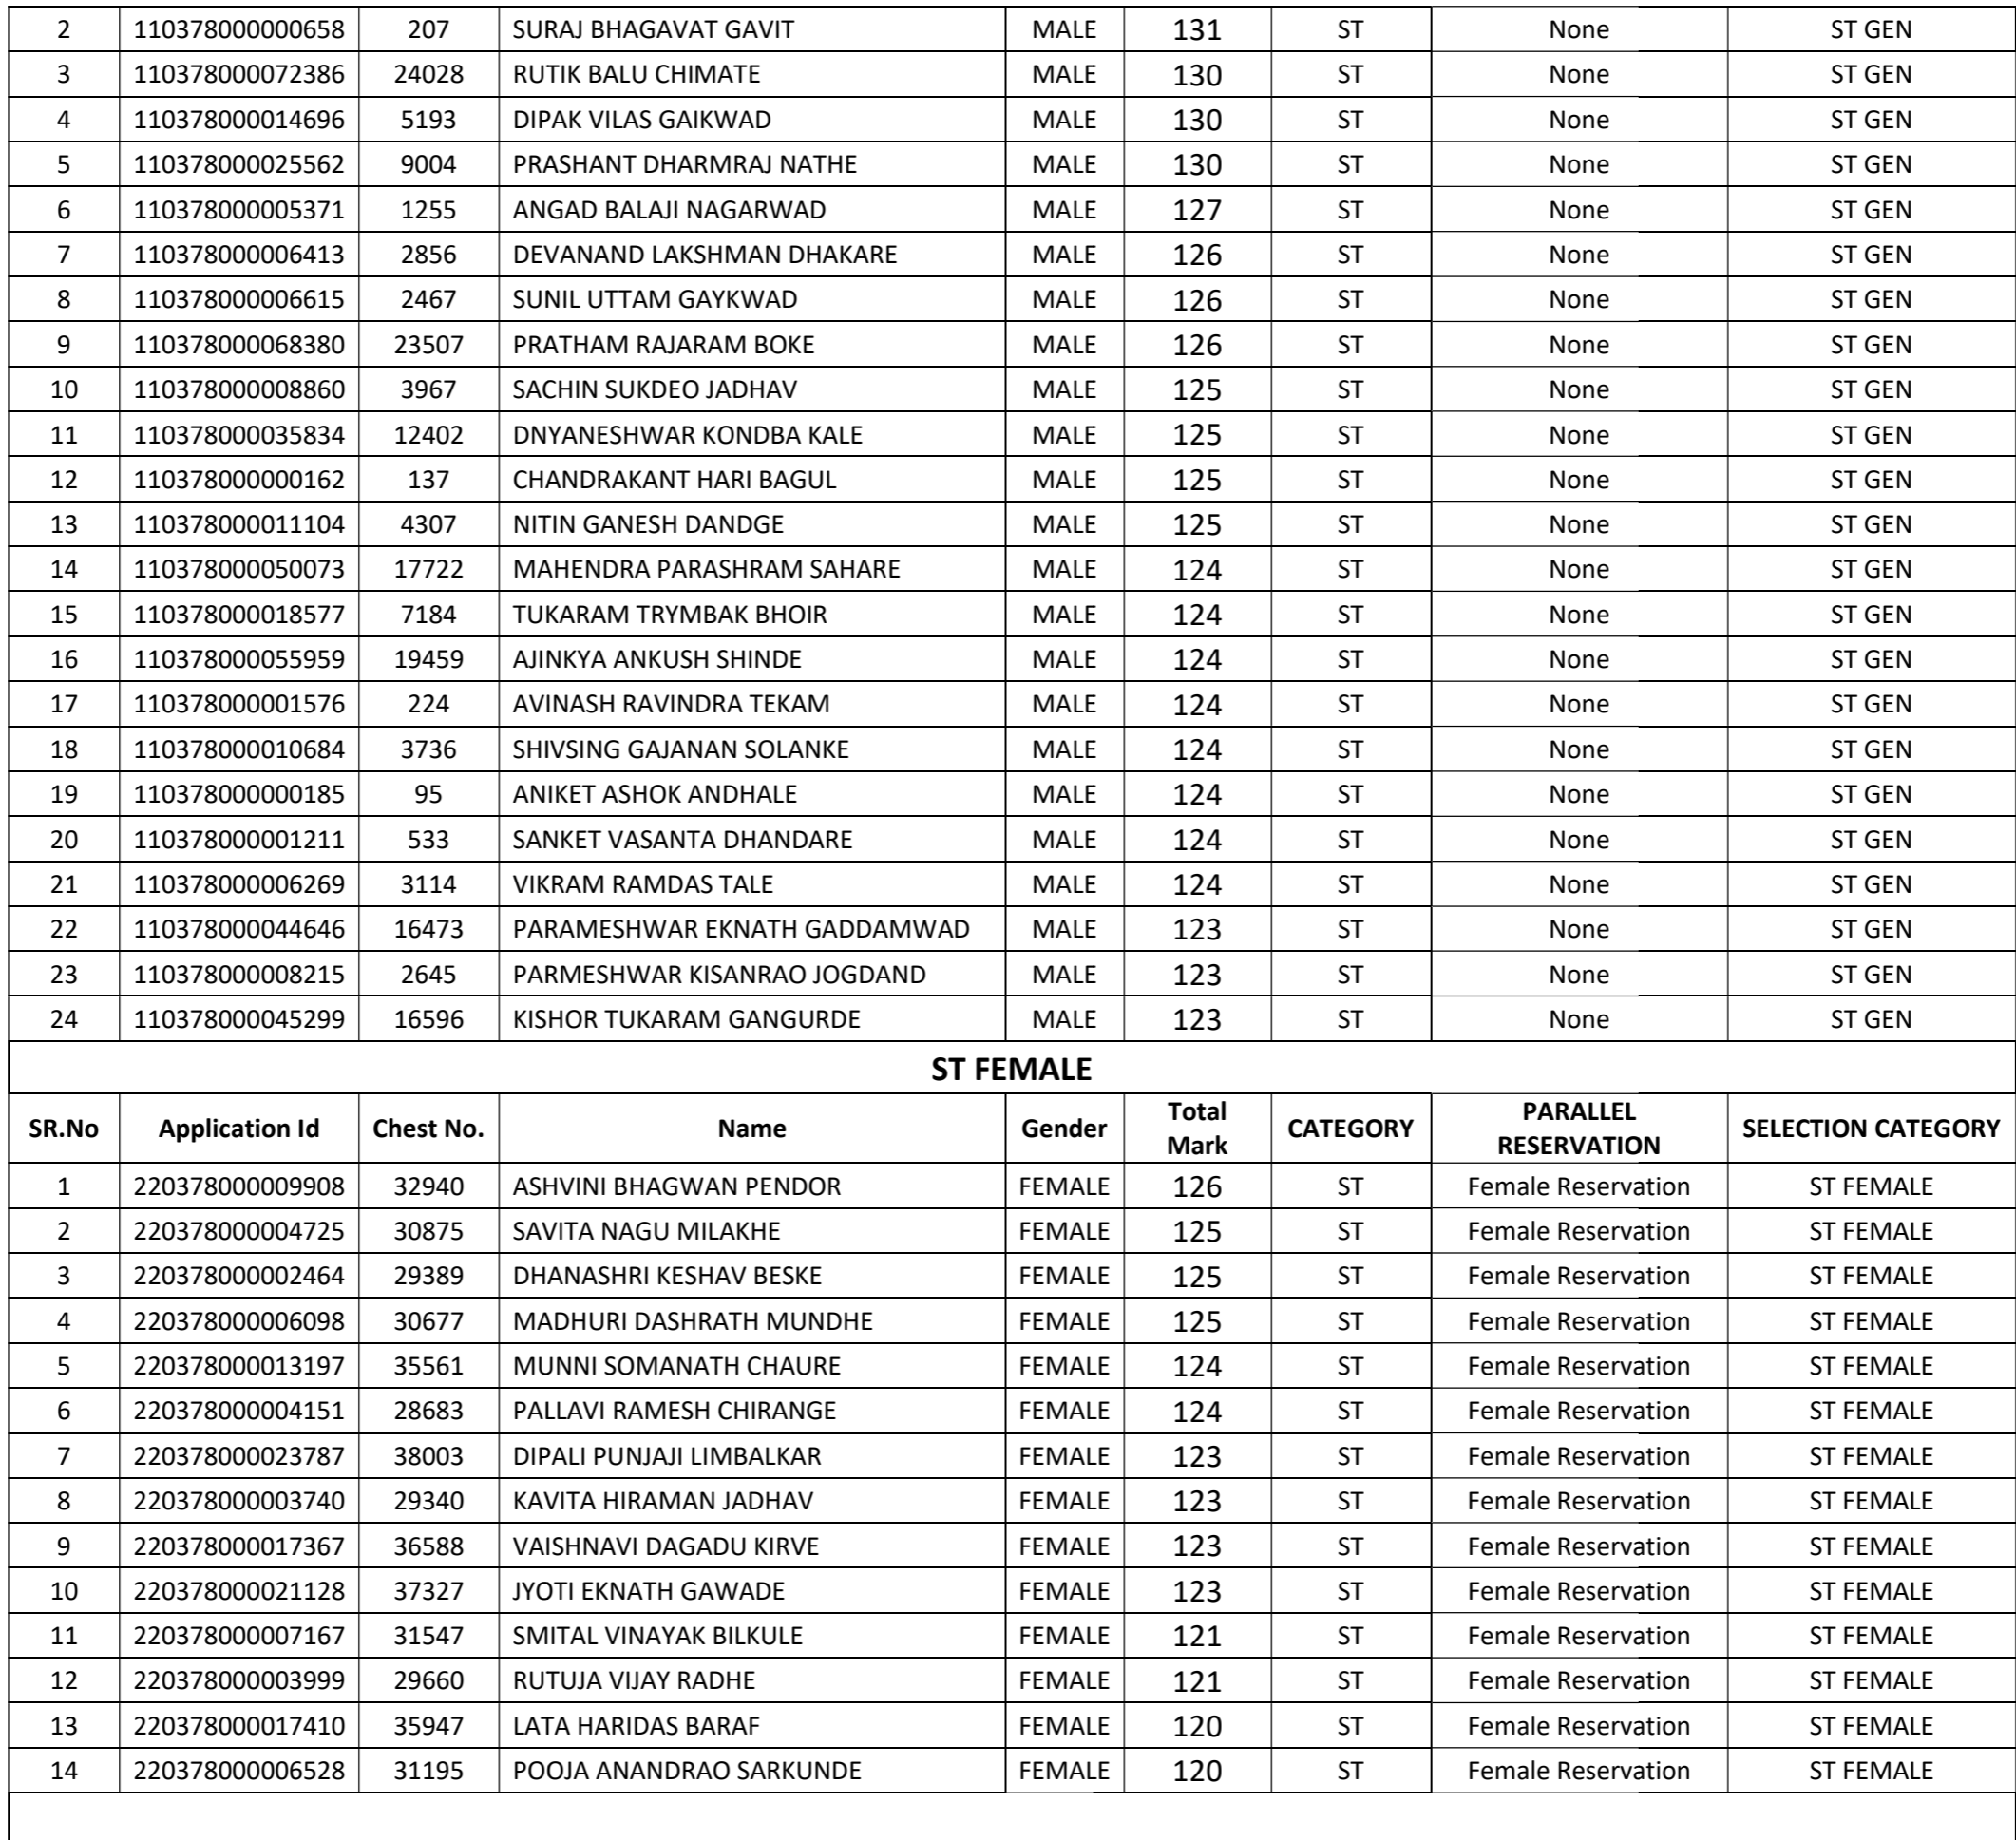 2 110378000000658 207 SURAJ BHAGAVAT GAVIT MALE 131 ST None ST GEN
3 110378000072386 24028 RUTIK BALU CHIMATE MALE 130 ST None ST GEN
4 110378000014696 5193 DIPAK VILAS GAIKWAD MALE 130 ST None ST GEN
5 110378000025562 9004 PRASHANT DHARMRAJ NATHE MALE 130 ST None ST GEN
6 110378000005371 1255 ANGAD BALAJI NAGARWAD MALE 127 ST None ST GEN
7 110378000006413 2856 DEVANAND LAKSHMAN DHAKARE MALE 126 ST None ST GEN
8 110378000006615 2467 SUNIL UTTAM GAYKWAD MALE 126 ST None ST GEN
9 110378000068380 23507 PRATHAM RAJARAM BOKE MALE 126 ST None ST GEN
10 110378000008860 3967 SACHIN SUKDEO JADHAV MALE 125 ST None ST GEN
11 110378000035834 12402 DNYANESHWAR KONDBA KALE MALE 125 ST None ST GEN
12 110378000000162 137 CHANDRAKANT HARI BAGUL MALE 125 ST None ST GEN
13 110378000011104 4307 NITIN GANESH DANDGE MALE 125 ST None ST GEN
14 110378000050073 17722 MAHENDRA PARASHRAM SAHARE MALE 124 ST None ST GEN
15 110378000018577 7184 TUKARAM TRYMBAK BHOIR MALE 124 ST None ST GEN
16 110378000055959 19459 AJINKYA ANKUSH SHINDE MALE 124 ST None ST GEN
17 110378000001576 224 AVINASH RAVINDRA TEKAM MALE 124 ST None ST GEN
18 110378000010684 3736 SHIVSING GAJANAN SOLANKE MALE 124 ST None ST GEN
19 110378000000185 95 ANIKET ASHOK ANDHALE MALE 124 ST None ST GEN
20 110378000001211 533 SANKET VASANTA DHANDARE MALE 124 ST None ST GEN
21 110378000006269 3114 VIKRAM RAMDAS TALE MALE 124 ST None ST GEN
22 110378000044646 16473 PARAMESHWAR EKNATH GADDAMWAD MALE 123 ST None ST GEN
23 110378000008215 2645 PARMESHWAR KISANRAO JOGDAND MALE 123 ST None ST GEN
24 110378000045299 16596 KISHOR TUKARAM GANGURDE MALE 123 ST None ST GEN
ST FEMALE
SR.No Application Id Chest No. Name Gender Total Mark CATEGORY PARALLEL RESERVATION SELECTION CATEGORY
1 220378000009908 32940 ASHVINI BHAGWAN PENDOR FEMALE 126 ST Female Reservation ST FEMALE
2 220378000004725 30875 SAVITA NAGU MILAKHE FEMALE 125 ST Female Reservation ST FEMALE
3 220378000002464 29389 DHANASHRI KESHAV BESKE FEMALE 125 ST Female Reservation ST FEMALE
4 220378000006098 30677 MADHURI DASHRATH MUNDHE FEMALE 125 ST Female Reservation ST FEMALE
5 220378000013197 35561 MUNNI SOMANATH CHAURE FEMALE 124 ST Female Reservation ST FEMALE
6 220378000004151 28683 PALLAVI RAMESH CHIRANGE FEMALE 124 ST Female Reservation ST FEMALE
7 220378000023787 38003 DIPALI PUNJAJI LIMBALKAR FEMALE 123 ST Female Reservation ST FEMALE
8 220378000003740 29340 KAVITA HIRAMAN JADHAV FEMALE 123 ST Female Reservation ST FEMALE
9 220378000017367 36588 VAISHNAVI DAGADU KIRVE FEMALE 123 ST Female Reservation ST FEMALE
10 220378000021128 37327 JYOTI EKNATH GAWADE FEMALE 123 ST Female Reservation ST FEMALE
11 220378000007167 31547 SMITAL VINAYAK BILKULE FEMALE 121 ST Female Reservation ST FEMALE
12 220378000003999 29660 RUTUJA VIJAY RADHE FEMALE 121 ST Female Reservation ST FEMALE
13 220378000017410 35947 LATA HARIDAS BARAF FEMALE 120 ST Female Reservation ST FEMALE
14 220378000006528 31195 POOJA ANANDRAO SARKUNDE FEMALE 120 ST Female Reservation ST FEMALE